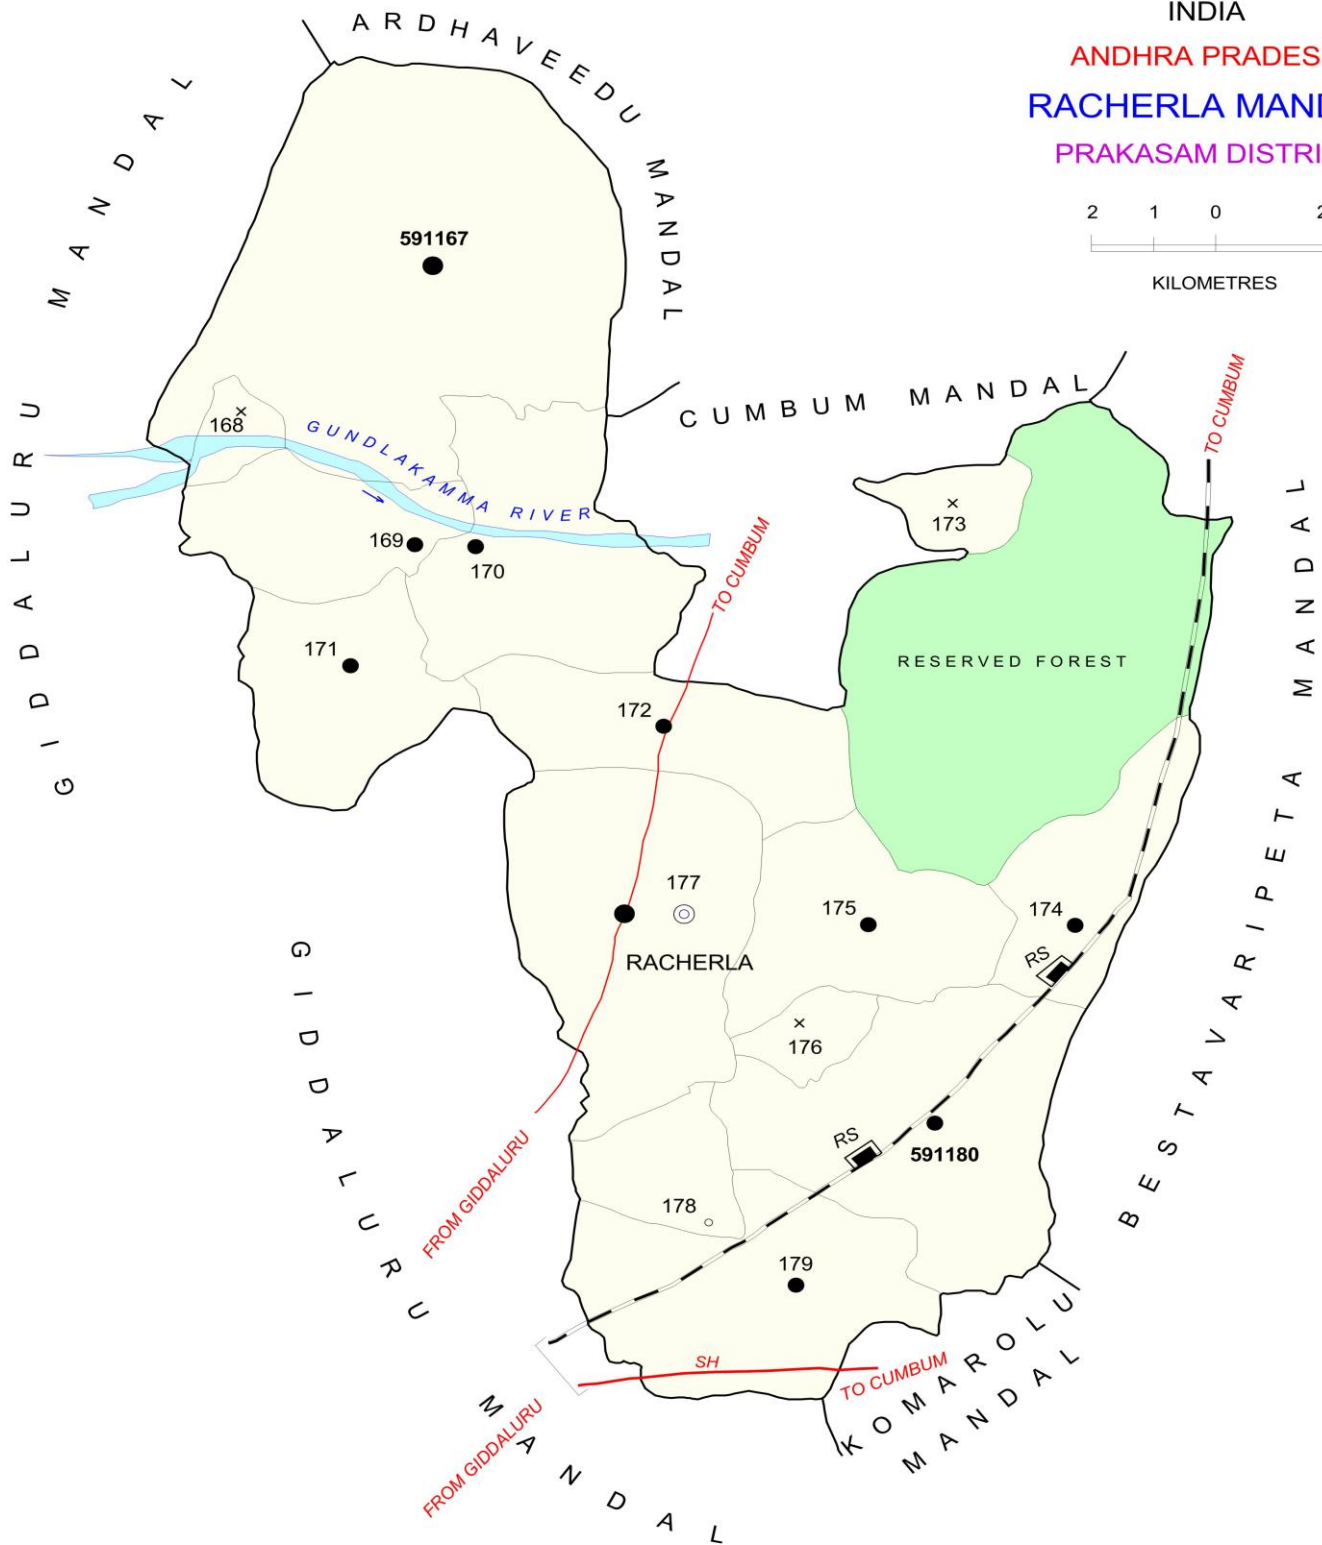 INDIA
ANDHRA PRADES
RACHERLA MAND
PRAKASAM DISTRI
2 1 0 2
KILOMETRES
ARDHAVEEDU MANDAL
GIDDALURU MANDAL
591167
168
GUNDLAKAMMA RIVER
CUMBUM MANDAL
TO CUMBUM
173
169
170
TO CUMBUM
171
RESERVED FOREST
172
BESTAVARIPETA MANDAL
177
175
174
RACHERLA
RS
176
RS
591180
FROM GIDDALURU
178
179
GIDDALURU MANDAL
SH
TO CUMBUM
FROM GIDDALURU
KOMAROLU
MANDAL